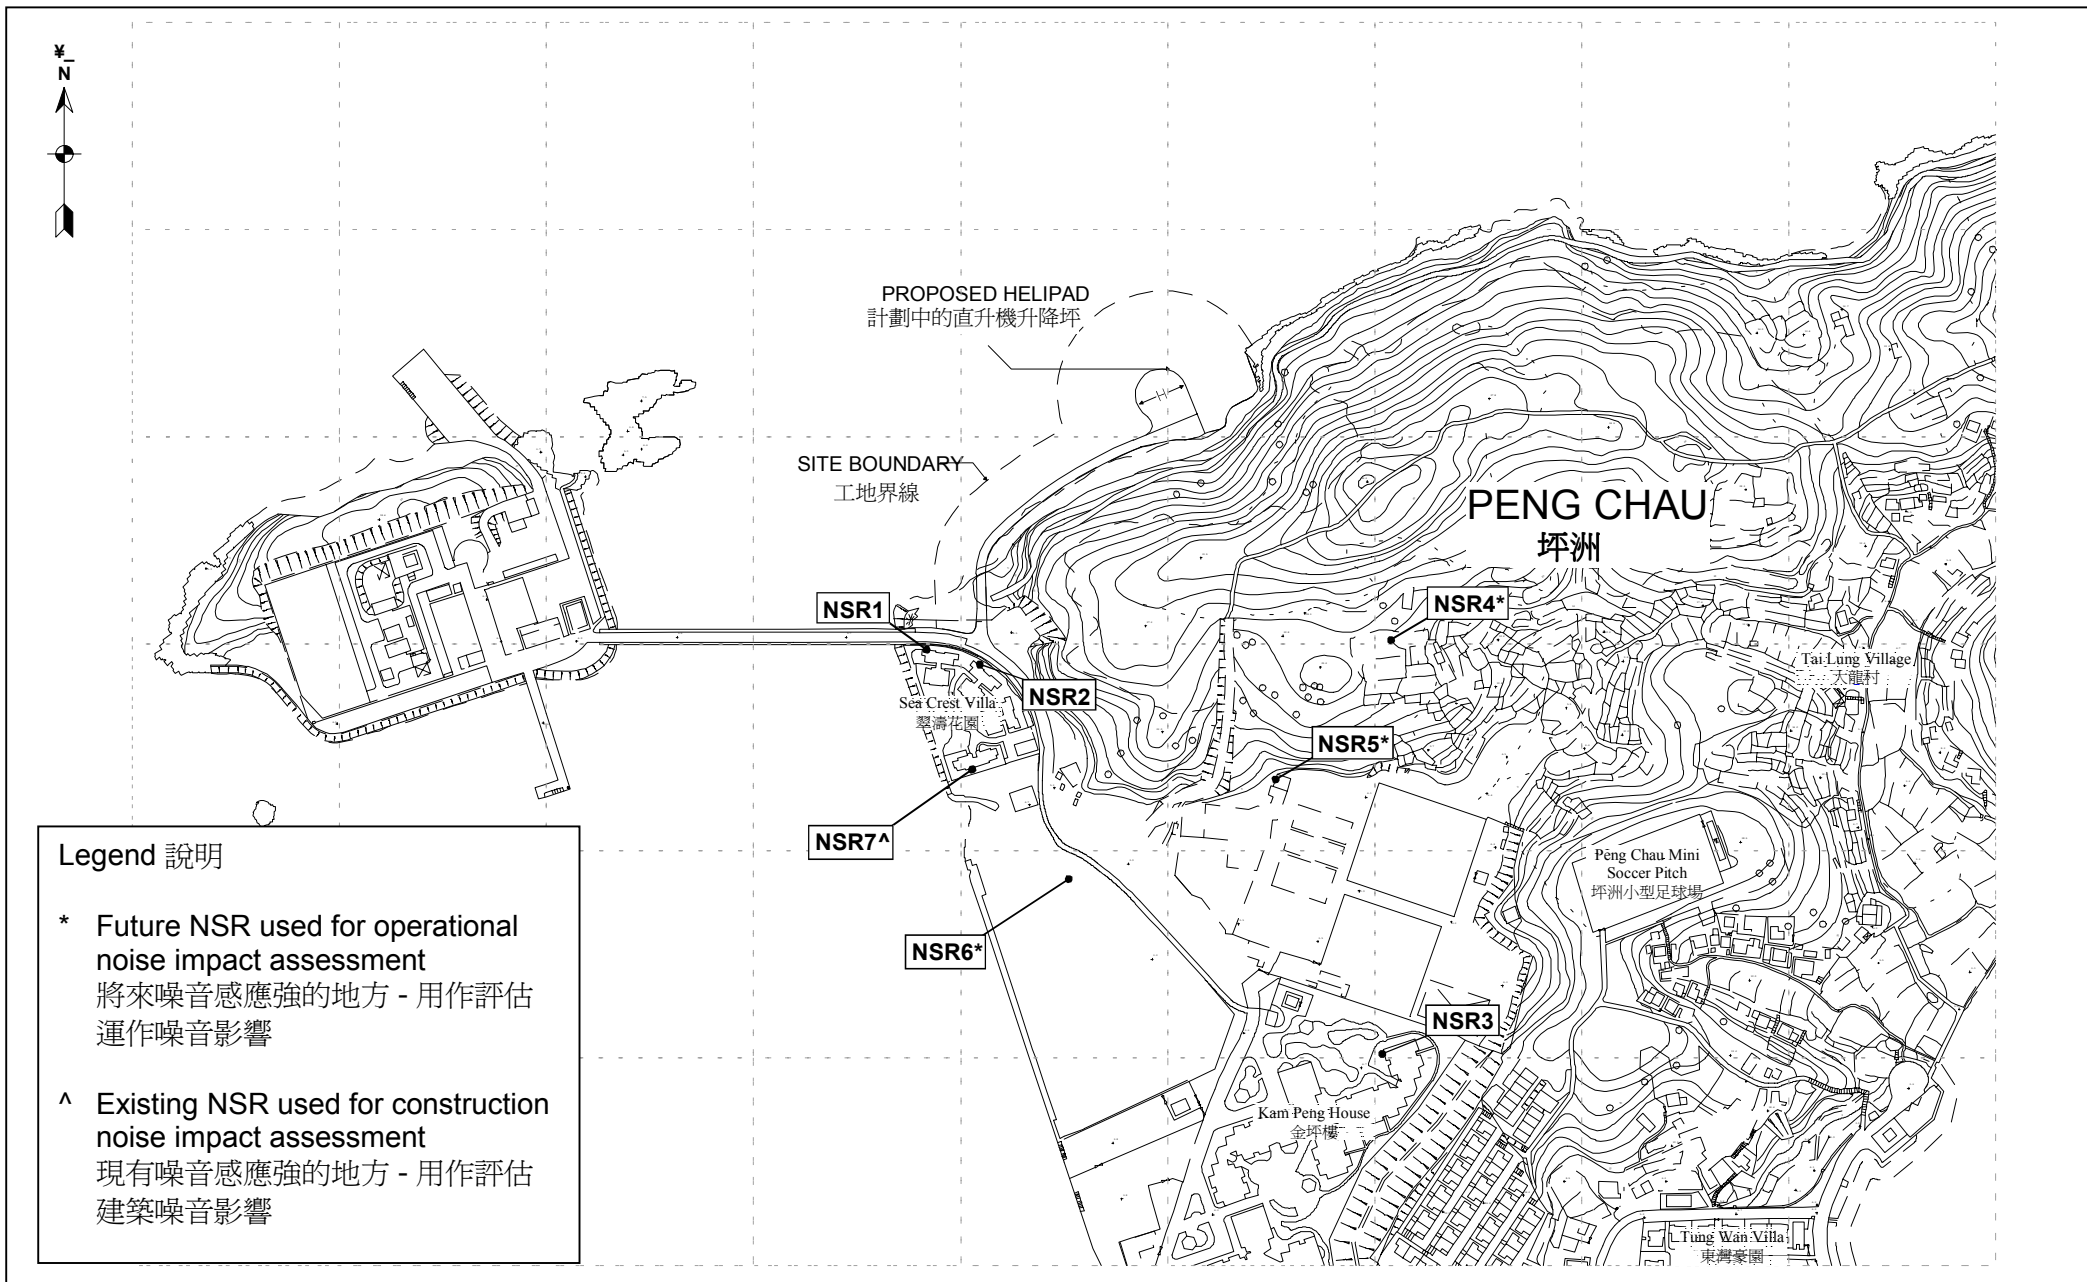 ¥_
N
PROPOSED HELIPAD
計劃中的直升機升降坪
SITE BOUNDARY
工地界線
H
PENG CHAU
坪洲
NSR1
NSR4*
NSR2
Sea Crest Villa
翠濤花園
Tai Lung Village
大龍村
NSR5*
NSR7^
Peng Chau Mini
Soccer Pitch
坪洲小型足球場
NSR6*
NSR3
Kam Peng House
金坪樓
Tung Wan Villa
東灣豪園
Legend 說明
* Future NSR used for operational
noise impact assessment
將來噪音感應強的地方 - 用作評估
運作噪音影響
^ Existing NSR used for construction
noise impact assessment
現有噪音感應強的地方 - 用作評估
建築噪音影響